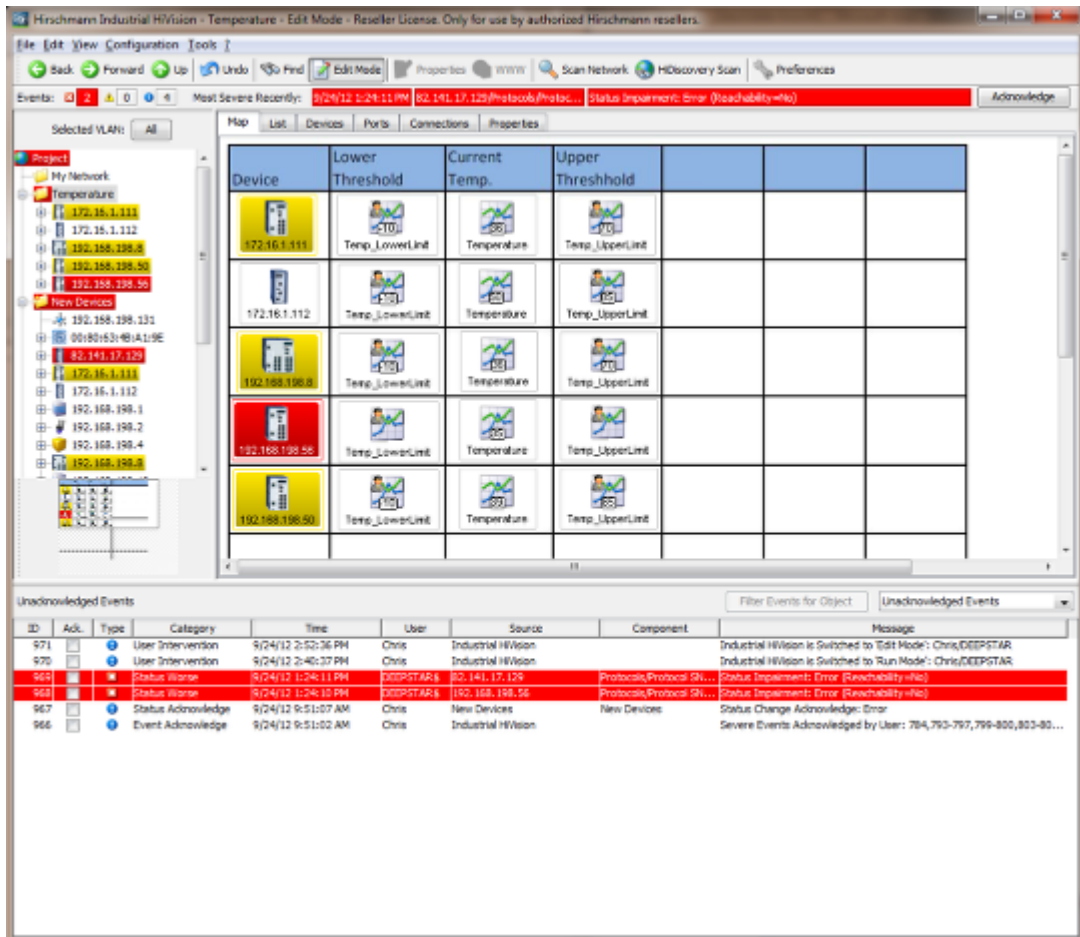 Hirschmann Industrial HiVision - Temperature - Edit Mode - Reseller License. Only for use by authorized Hirschmann resellers.
File Edit View Configuration Tools ?
Back Forward Up Undo Find Edit Mode Properties WWW Scan Network HiDiscovery Scan Preferences
Events: 2 0 4 Most Severe Recently: 9/24/12 1:24:11 PM 82.141.17.129/Protocols/Protoc... Status Impairment: Error (Reachability=No) Acknowledge
Selected VLAN: All
Map List Devices Ports Connections Properties
Project
My Network
Temperature
172.16.1.111
172.16.1.112
192.168.198.8
192.168.198.50
192.168.198.56
New Devices
192.168.198.131
00:80:63:4B:A1:9E
82.141.17.129
172.16.1.111
172.16.1.112
192.168.198.1
192.168.198.2
192.168.198.4
192.168.198.8
Device Lower Threshold Current Temp. Upper Threshhold
10 36 70
172.16.1.111 Temp_LowerLimit Temperature Temp_UpperLimit
172.16.1.112 Temp_LowerLimit Temperature Temp_UpperLimit
10 36 70
192.168.198.8 Temp_LowerLimit Temperature Temp_UpperLimit
192.168.198.56 Temp_LowerLimit Temperature Temp_UpperLimit
192.168.198.50 Temp_LowerLimit Temperature Temp_UpperLimit
Unacknowledged Events Filter Events for Object Unacknowledged Events
ID Ack. Type Category Time User Source Component Message
971 User Intervention 9/24/12 2:52:36 PM Chris Industrial HiVision Industrial HiVision is Switched to 'Edit Mode': Chris/DEEPSTAR
970 User Intervention 9/24/12 2:40:37 PM Chris Industrial HiVision Industrial HiVision is Switched to 'Run Mode': Chris/DEEPSTAR
969 Status Worse 9/24/12 1:24:11 PM DEEPSTAR$ 82.141.17.129 Protocols/Protocol SN... Status Impairment: Error (Reachability=No)
968 Status Worse 9/24/12 1:24:10 PM DEEPSTAR$ 192.168.198.56 Protocols/Protocol SN... Status Impairment: Error (Reachability=No)
967 Status Acknowledge 9/24/12 9:51:07 AM Chris New Devices New Devices Status Change Acknowledge: Error
966 Event Acknowledge 9/24/12 9:51:02 AM Chris Industrial HiVision Severe Events Acknowledged by User: 784,793-797,799-800,803-80...